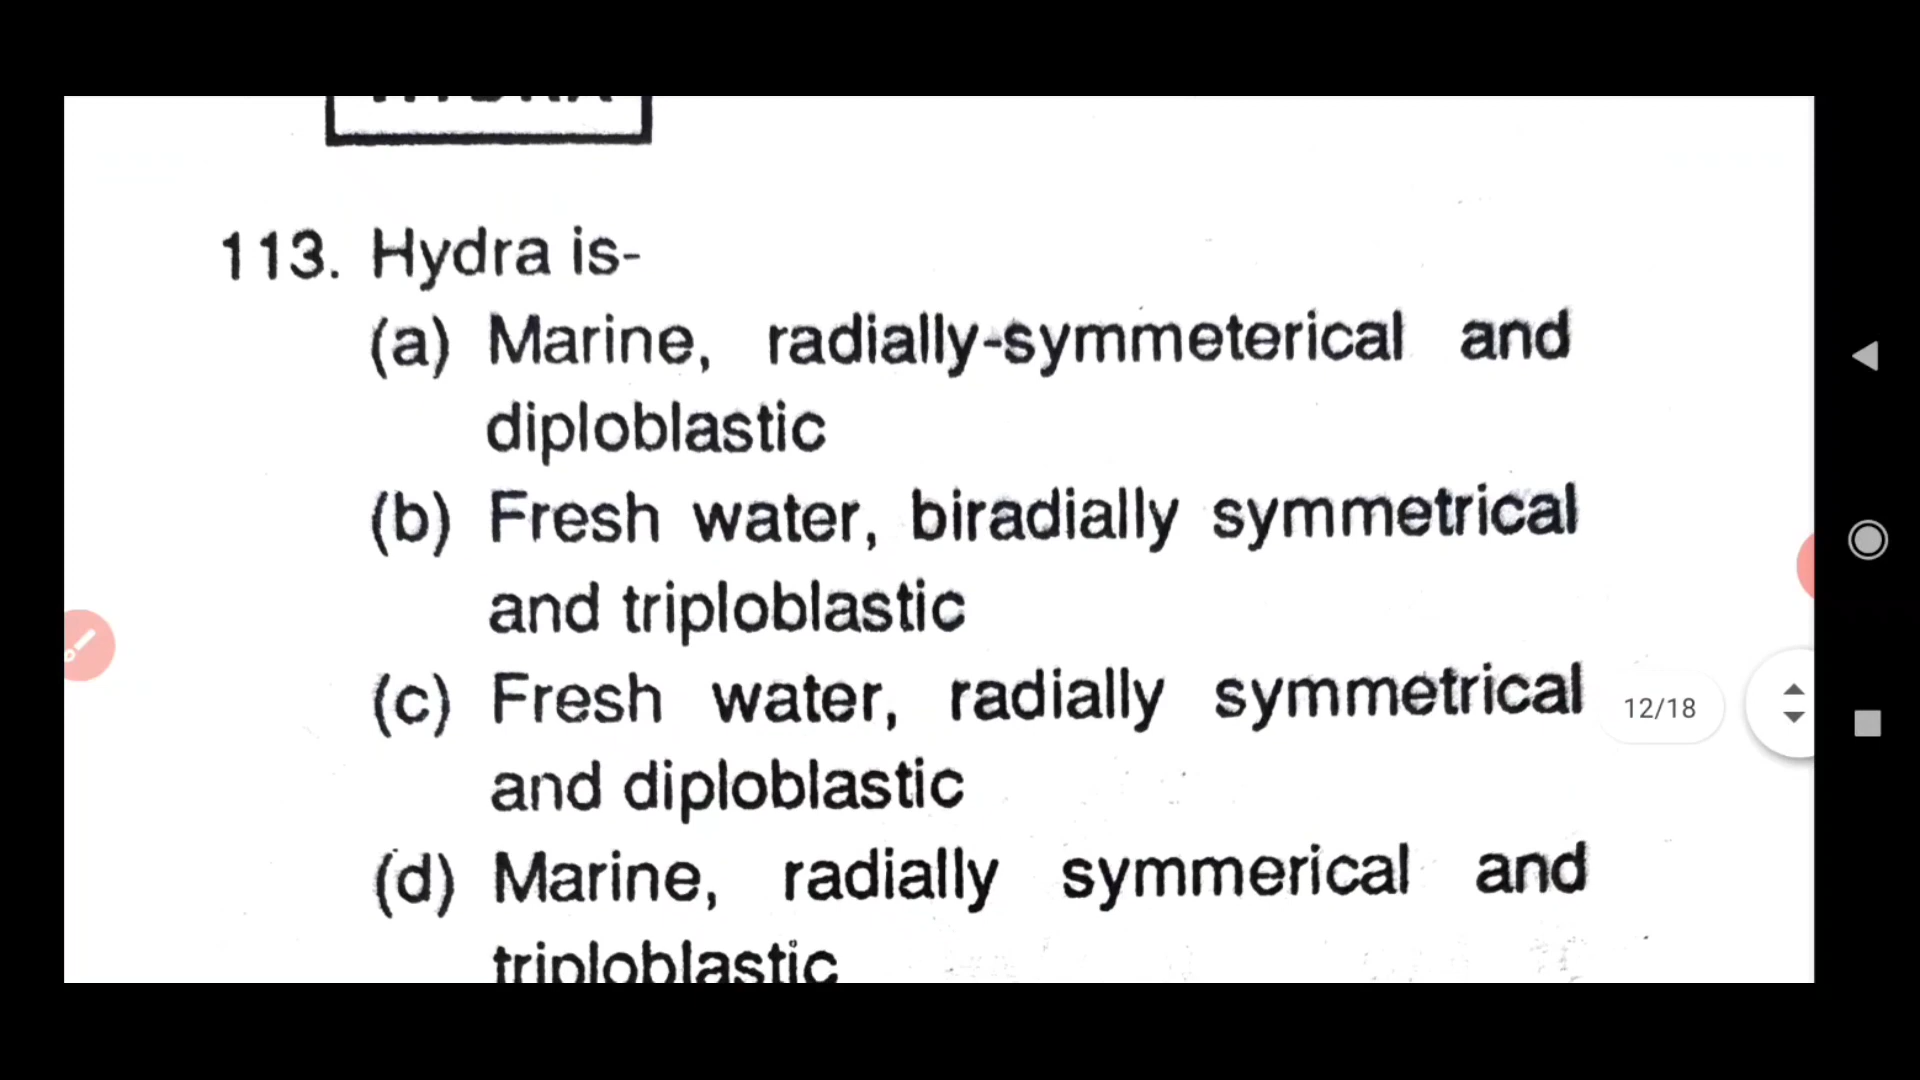 113. Hydra is-
(a) Marine, radially-symmeterical and
diploblastic
(b) Fresh water, biradially symmetrical
and triploblastic
(c) Fresh water, radially symmetrical
and diploblastic
(d) Marine, radially symmerical and
triploblastic
12/18